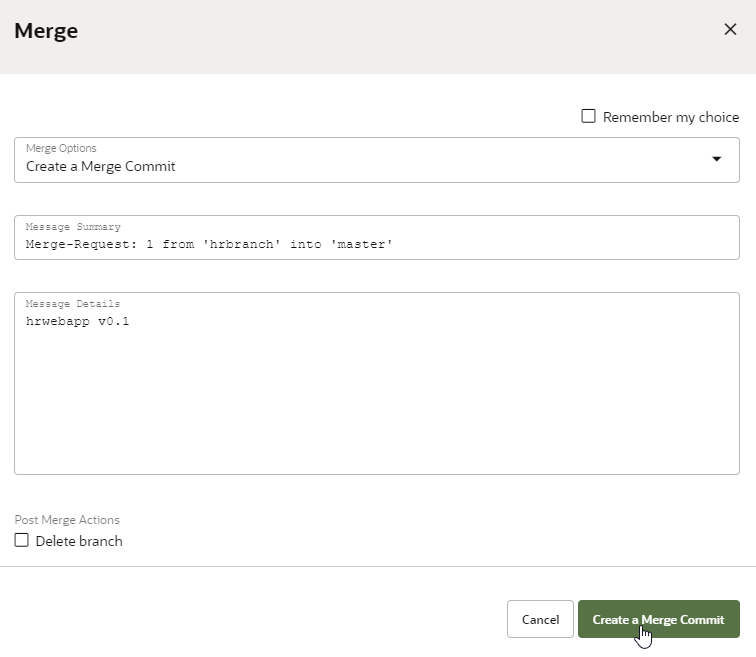 Merge
Remember my choice
Merge Options
Create a Merge Commit
Message Summary
Merge-Request: 1 from 'hrbranch' into 'master'
Message Details
hrwebapp v0.1
Post Merge Actions
Delete branch
Cancel
Create a Merge Commit